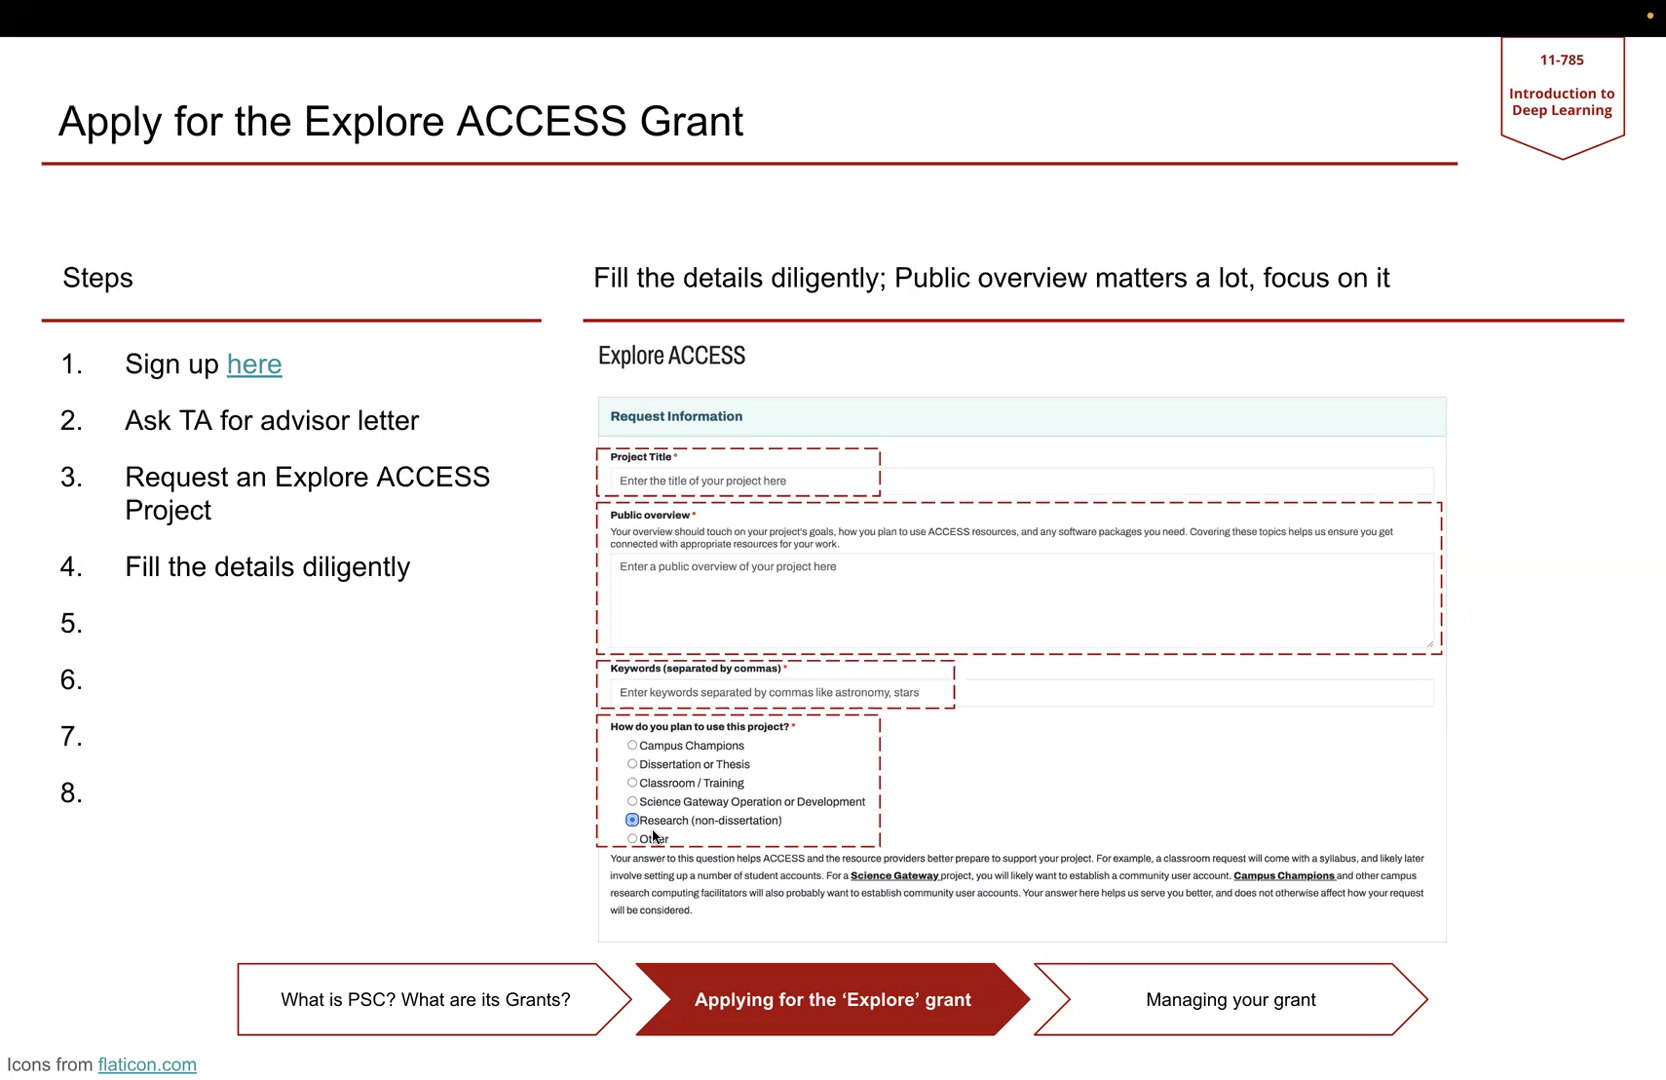 11-785
Introduction to
Deep Learning
Apply for the Explore ACCESS Grant
Steps
1. Sign up here
2. Ask TA for advisor letter
3. Request an Explore ACCESS
Project
4. Fill the details diligently
5.
6.
7.
8.
Fill the details diligently; Public overview matters a lot, focus on it
Explore ACCESS
Request Information
Project Title *
Enter the title of your project here
Public overview *
Your overview should touch on your project's goals, how you plan to use ACCESS resources, and any software packages you need. Covering these topics helps us ensure you get
connected with appropriate resources for your work.
Enter a public overview of your project here
Keywords (separated by commas) *
Enter keywords separated by commas like astronomy, stars
How do you plan to use this project? *
Campus Champions
Dissertation or Thesis
Classroom / Training
Science Gateway Operation or Development
Research (non-dissertation)
Other
Your answer to this question helps ACCESS and the resource providers better prepare to support your project. For example, a classroom request will come with a syllabus, and likely later
involve setting up a number of student accounts. For a Science Gateway project, you will likely want to establish a community user account. Campus Champions and other campus
research computing facilitators will also probably want to establish community user accounts. Your answer here helps us serve you better, and does not otherwise affect how your request
will be considered.
What is PSC? What are its Grants?
Applying for the ‘Explore’ grant
Managing your grant
Icons from flaticon.com